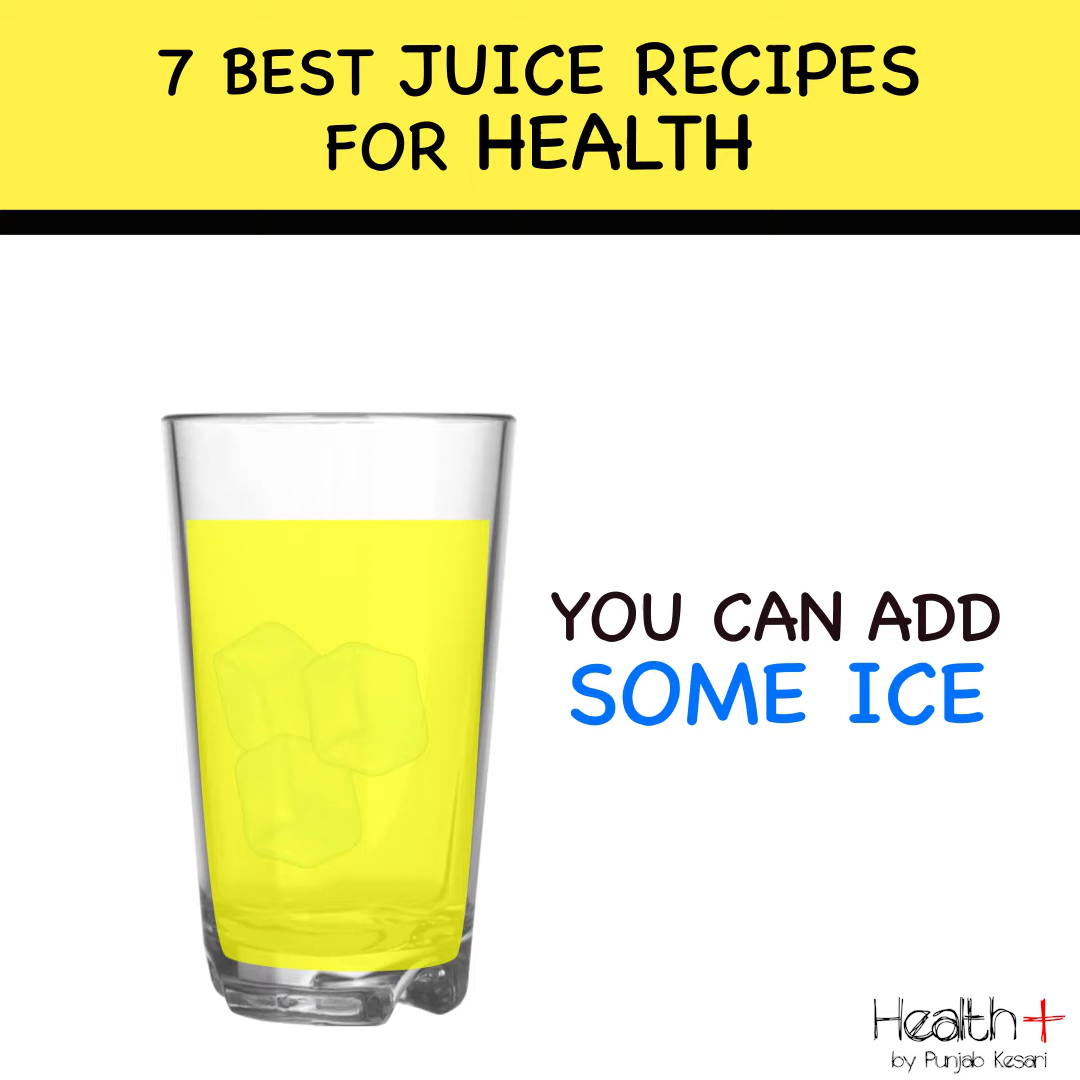 7 BEST JUICE RECIPES
FOR HEALTH
YOU CAN ADD
SOME ICE
Health+
by Punjab Kesari